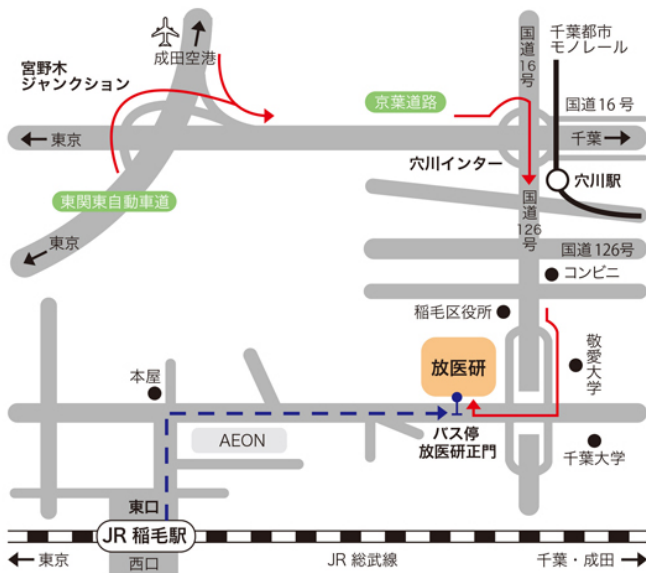 成田空港
宮野木
ジャンクション
国道16号
千葉都市
モノレール
京葉道路
国道16号
東京
千葉
穴川インター
穴川駅
東関東自動車道
国道126号
東京
国道126号
コンビニ
稲毛区役所
敬愛大学
放医研
本屋
AEON
バス停
放医研正門
千葉大学
東口
JR 稲毛駅
西口
東京
JR 総武線
千葉・成田